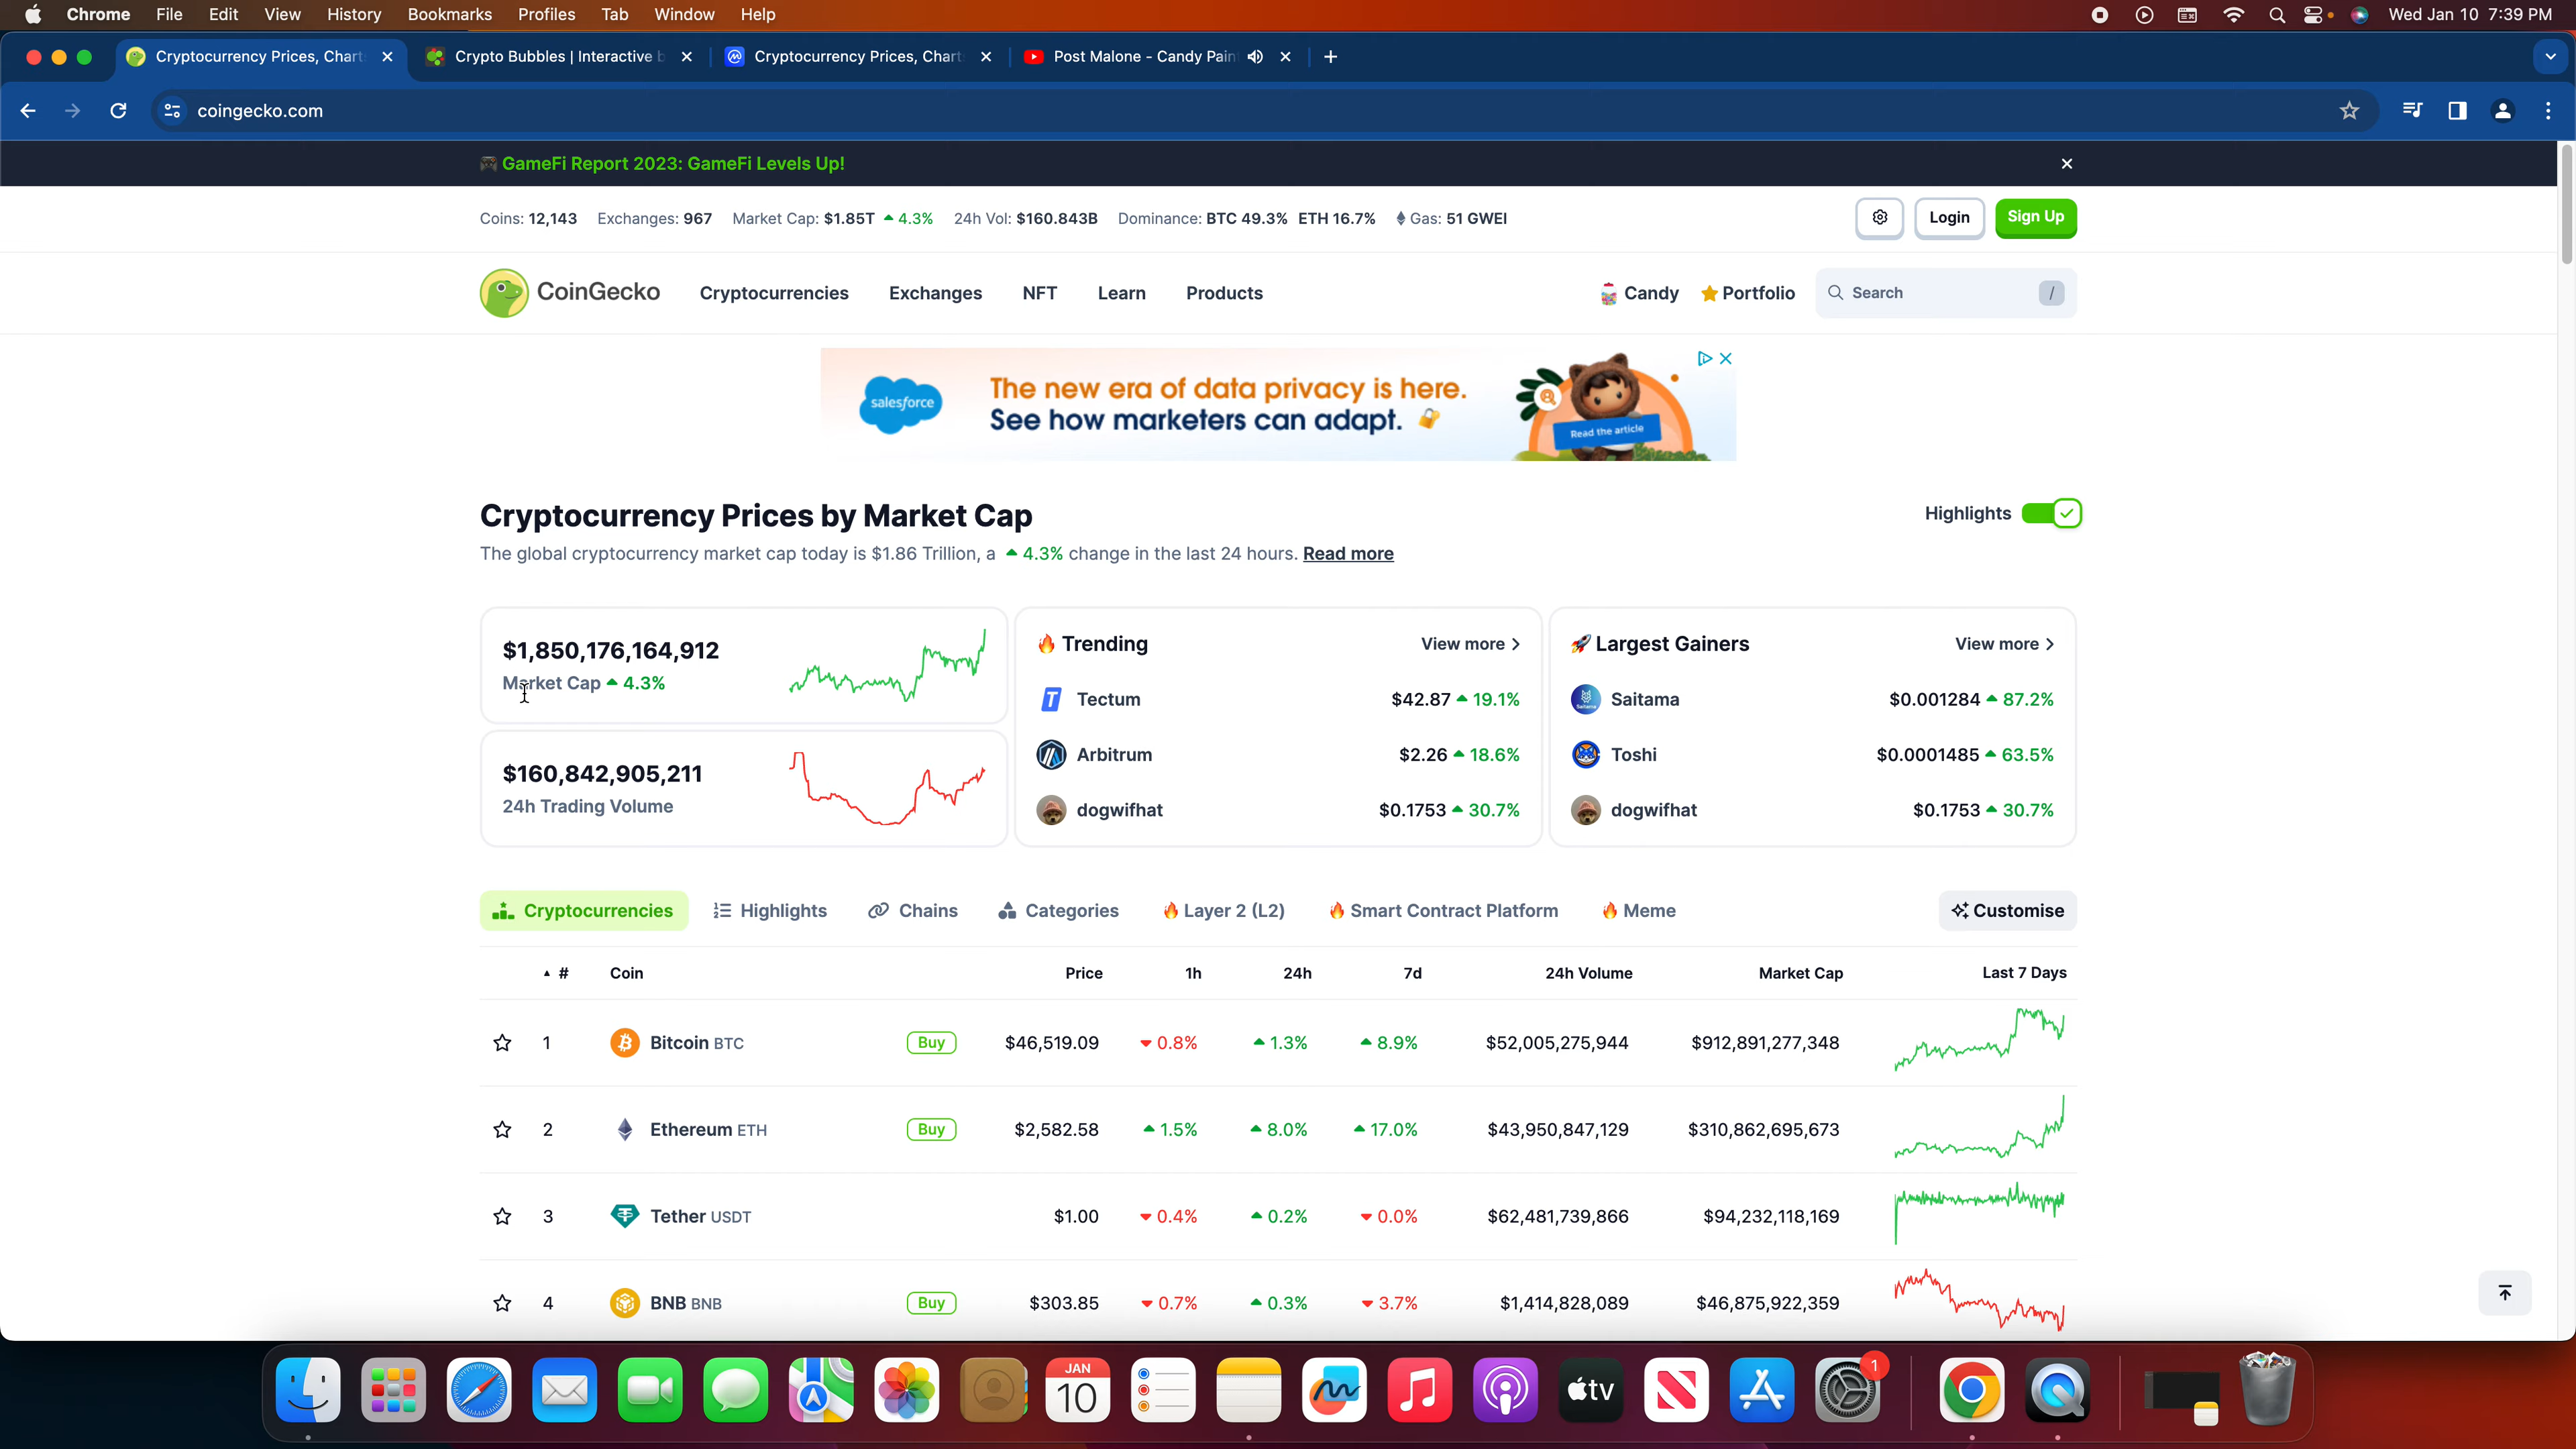 Chrome File Edit View History Bookmarks Profiles Tab Window Help Wed Jan 10 7:39 PM
Cryptocurrency Prices, Chart Crypto Bubbles | Interactive b Cryptocurrency Prices, Chart Post Malone - Candy Pain
coingecko.com
GameFi Report 2023: GameFi Levels Up!
Coins: 12,143 Exchanges: 967 Market Cap: $1.85T 4.3% 24h Vol: $160.843B Dominance: BTC 49.3% ETH 16.7% Gas: 51 GWEI Login Sign Up
CoinGecko Cryptocurrencies Exchanges NFT Learn Products Candy Portfolio Search /
salesforce
The new era of data privacy is here.
See how marketers can adapt.
Read the article
Cryptocurrency Prices by Market Cap Highlights
The global cryptocurrency market cap today is $1.86 Trillion, a 4.3% change in the last 24 hours. Read more
$1,850,176,164,912
Market Cap 4.3%
$160,842,905,211
24h Trading Volume
Trending View more
Tectum $42.87 19.1%
Arbitrum $2.26 18.6%
dogwifhat $0.1753 30.7%
Largest Gainers View more
Saitama $0.001284 87.2%
Toshi $0.0001485 63.5%
dogwifhat $0.1753 30.7%
Cryptocurrencies Highlights Chains Categories Layer 2 (L2) Smart Contract Platform Meme Customise
# Coin Price 1h 24h 7d 24h Volume Market Cap Last 7 Days
1 Bitcoin BTC Buy $46,519.09 0.8% 1.3% 8.9% $52,005,275,944 $912,891,277,348
2 Ethereum ETH Buy $2,582.58 1.5% 8.0% 17.0% $43,950,847,129 $310,862,695,673
3 Tether USDT $1.00 0.4% 0.2% 0.0% $62,481,739,866 $94,232,118,169
4 BNB BNB Buy $303.85 0.7% 0.3% 3.7% $1,414,828,089 $46,875,922,359
JAN
10
tv
1